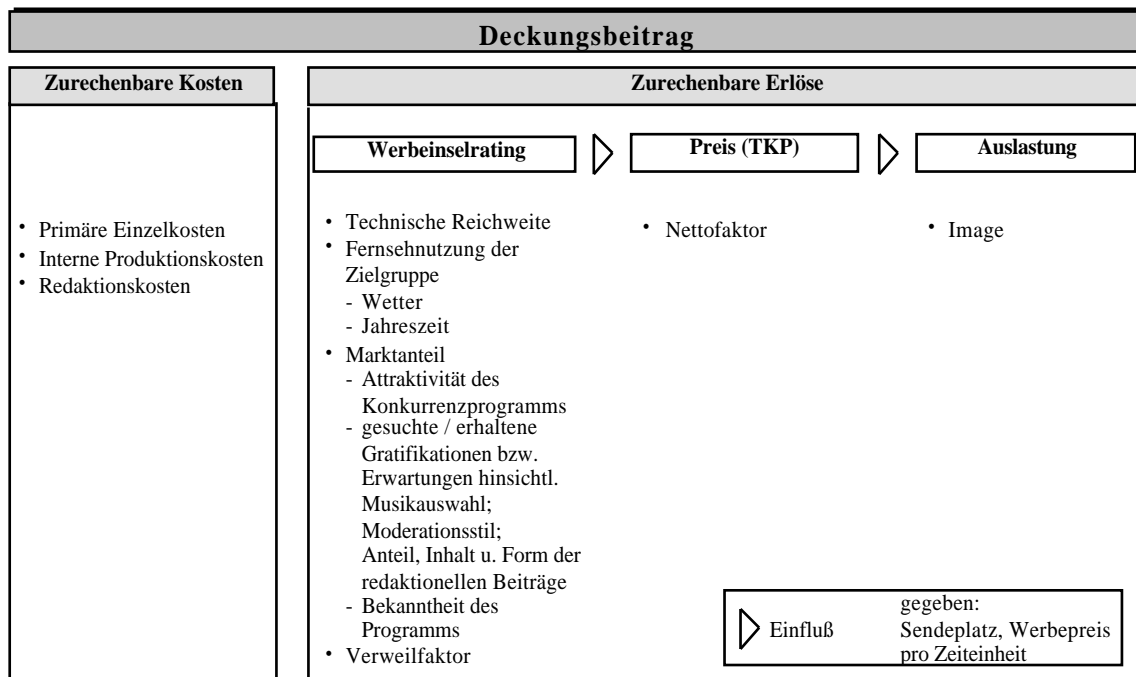 Deckungsbeitrag
Zurechenbare Kosten
• Primäre Einzelkosten
• Interne Produktionskosten
• Redaktionskosten
Zurechenbare Erlöse
Werbeinselrating
Preis (TKP)
Auslastung
• Technische Reichweite
• Fernsehnutzung der
Zielgruppe
- Wetter
- Jahreszeit
• Marktanteil
- Attraktivität des
Konkurrenzprogramms
- gesuchte / erhaltene
Gratifikationen bzw.
Erwartungen hinsichtl.
Musikauswahl;
Moderationsstil;
Anteil, Inhalt u. Form der
redaktionellen Beiträge
- Bekanntheit des
Programms
• Verweilfaktor
• Nettofaktor
• Image
Einfluß
gegeben:
Sendeplatz, Werbepreis
pro Zeiteinheit